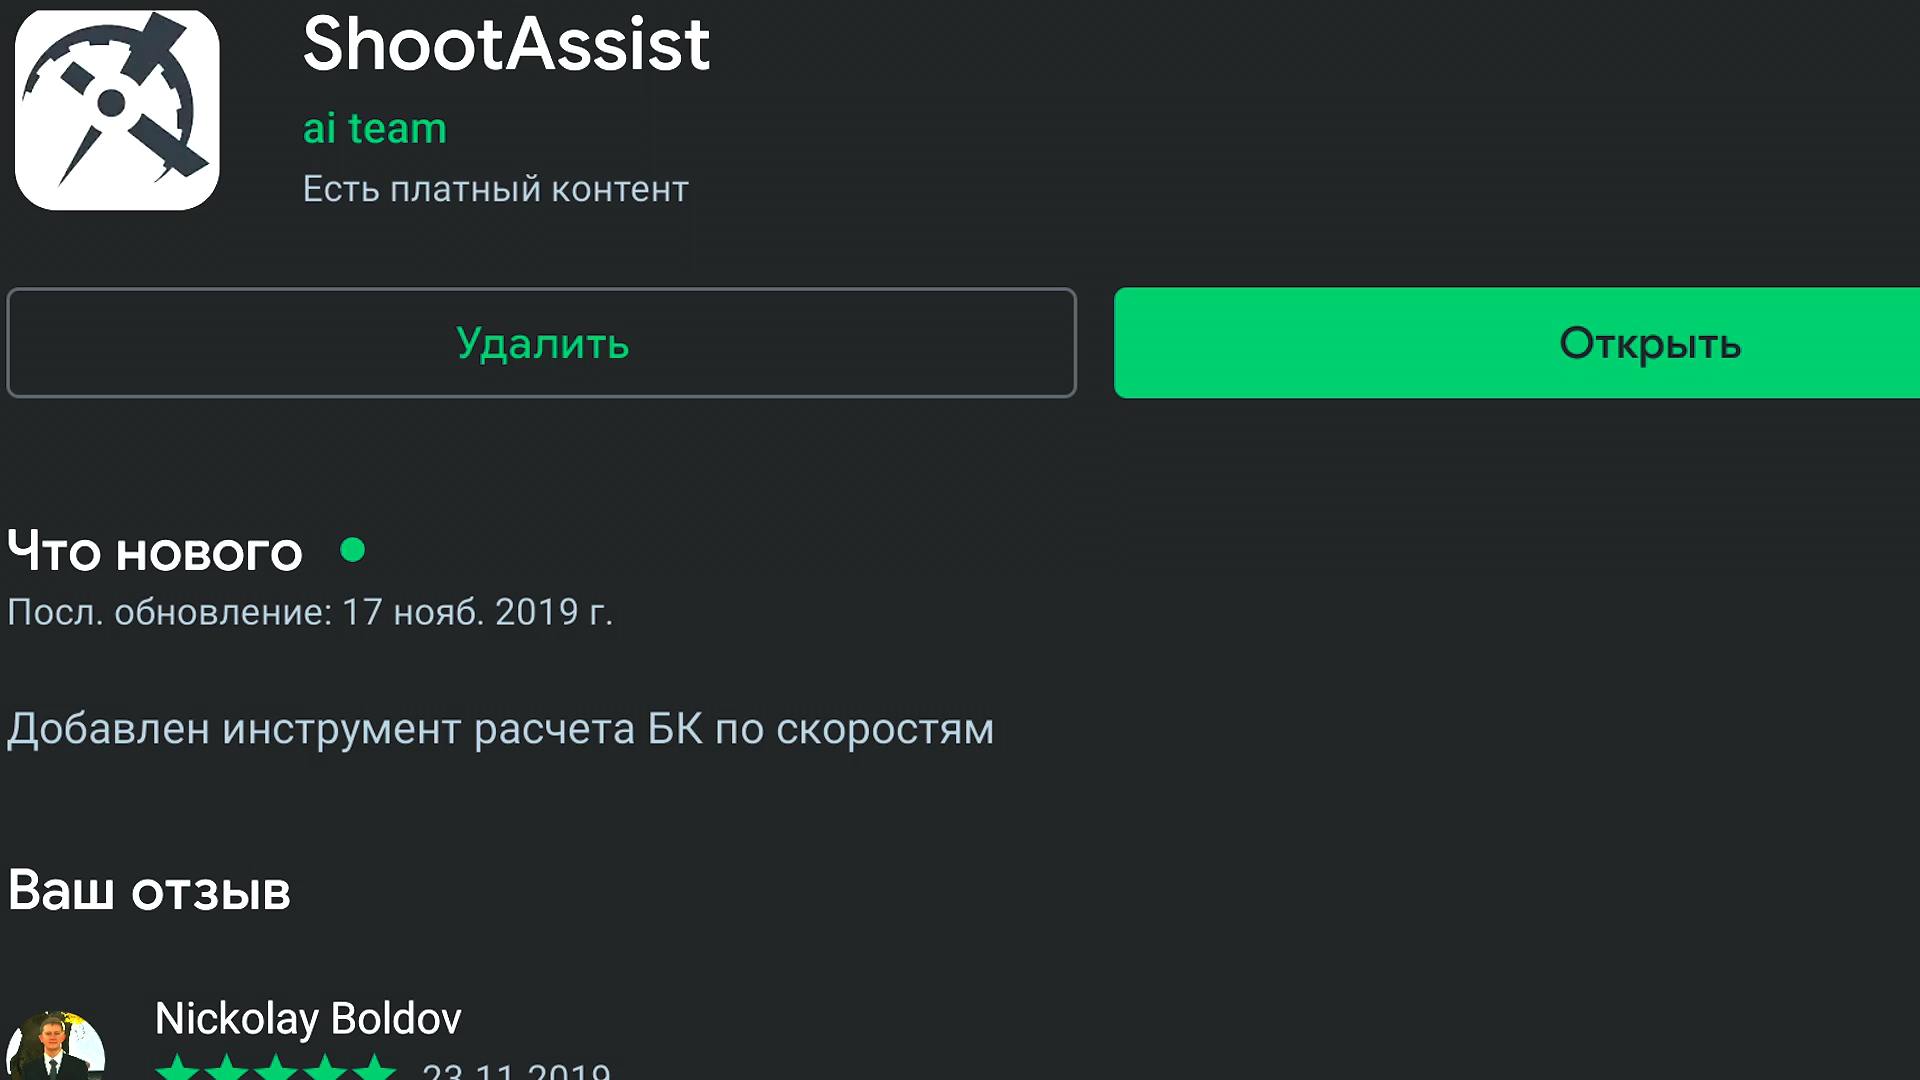 ShootAssist
ai team
Есть платный контент
Удалить
Открыть
Что нового
Посл. обновление: 17 нояб. 2019 г.
Добавлен инструмент расчета БК по скоростям
Ваш отзыв
Nickolay Boldov
23.11.2019